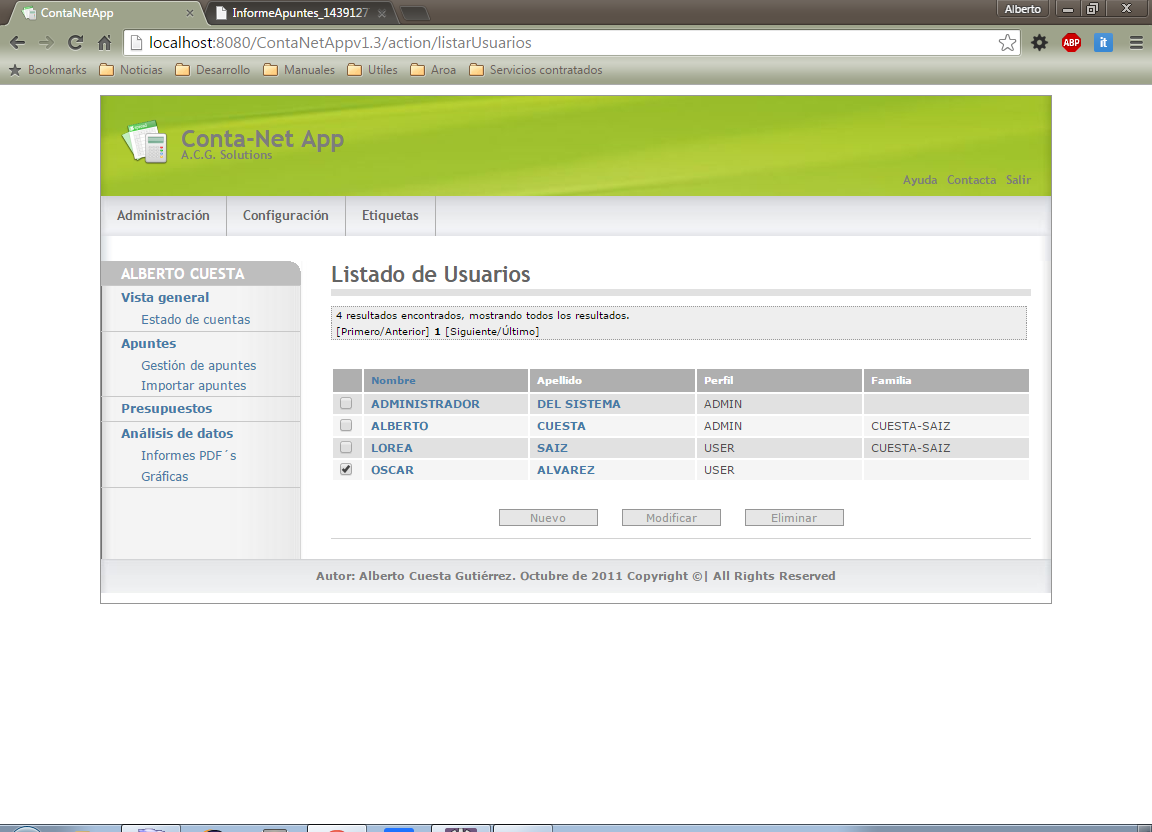 ContaNetApp
InformeApuntes_1439127
Alberto
localhost:8080/ContaNetAppv1.3/action/listarUsuarios
ABP
it
Bookmarks Noticias Desarrollo Manuales Utiles Aroa Servicios contratados
Conta-Net App
A.C.G. Solutions
Ayuda Contacta Salir
Administración Configuración Etiquetas
ALBERTO CUESTA
Vista general
Estado de cuentas
Apuntes
Gestión de apuntes
Importar apuntes
Presupuestos
Análisis de datos
Informes PDF´s
Gráficas
Listado de Usuarios
4 resultados encontrados, mostrando todos los resultados.
[Primero/Anterior] 1 [Siguiente/Último]
Nombre Apellido Perfil Familia
ADMINISTRADOR DEL SISTEMA ADMIN
ALBERTO CUESTA ADMIN CUESTA-SAIZ
LOREA SAIZ USER CUESTA-SAIZ
OSCAR ALVAREZ USER
Nuevo Modificar Eliminar
Autor: Alberto Cuesta Gutiérrez. Octubre de 2011 Copyright ©| All Rights Reserved